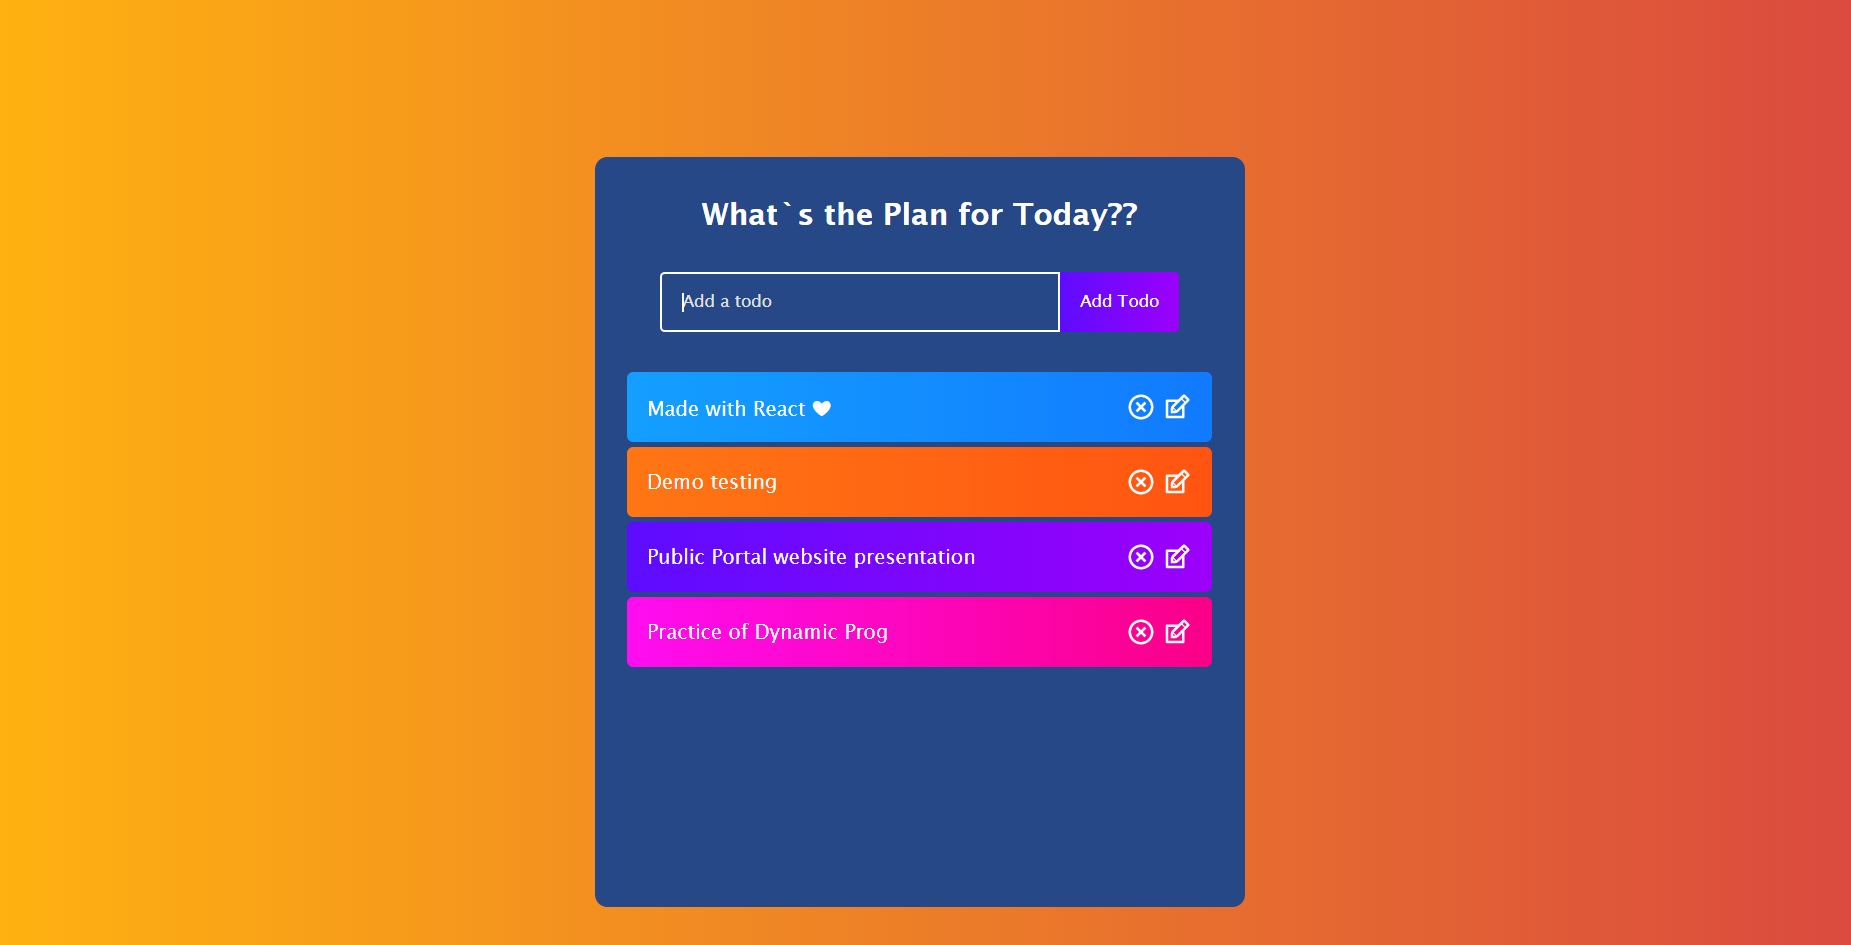 What`s the Plan for Today??
Add a todo
Add Todo
Made with React 🤍
Demo testing
Public Portal website presentation
Practice of Dynamic Prog